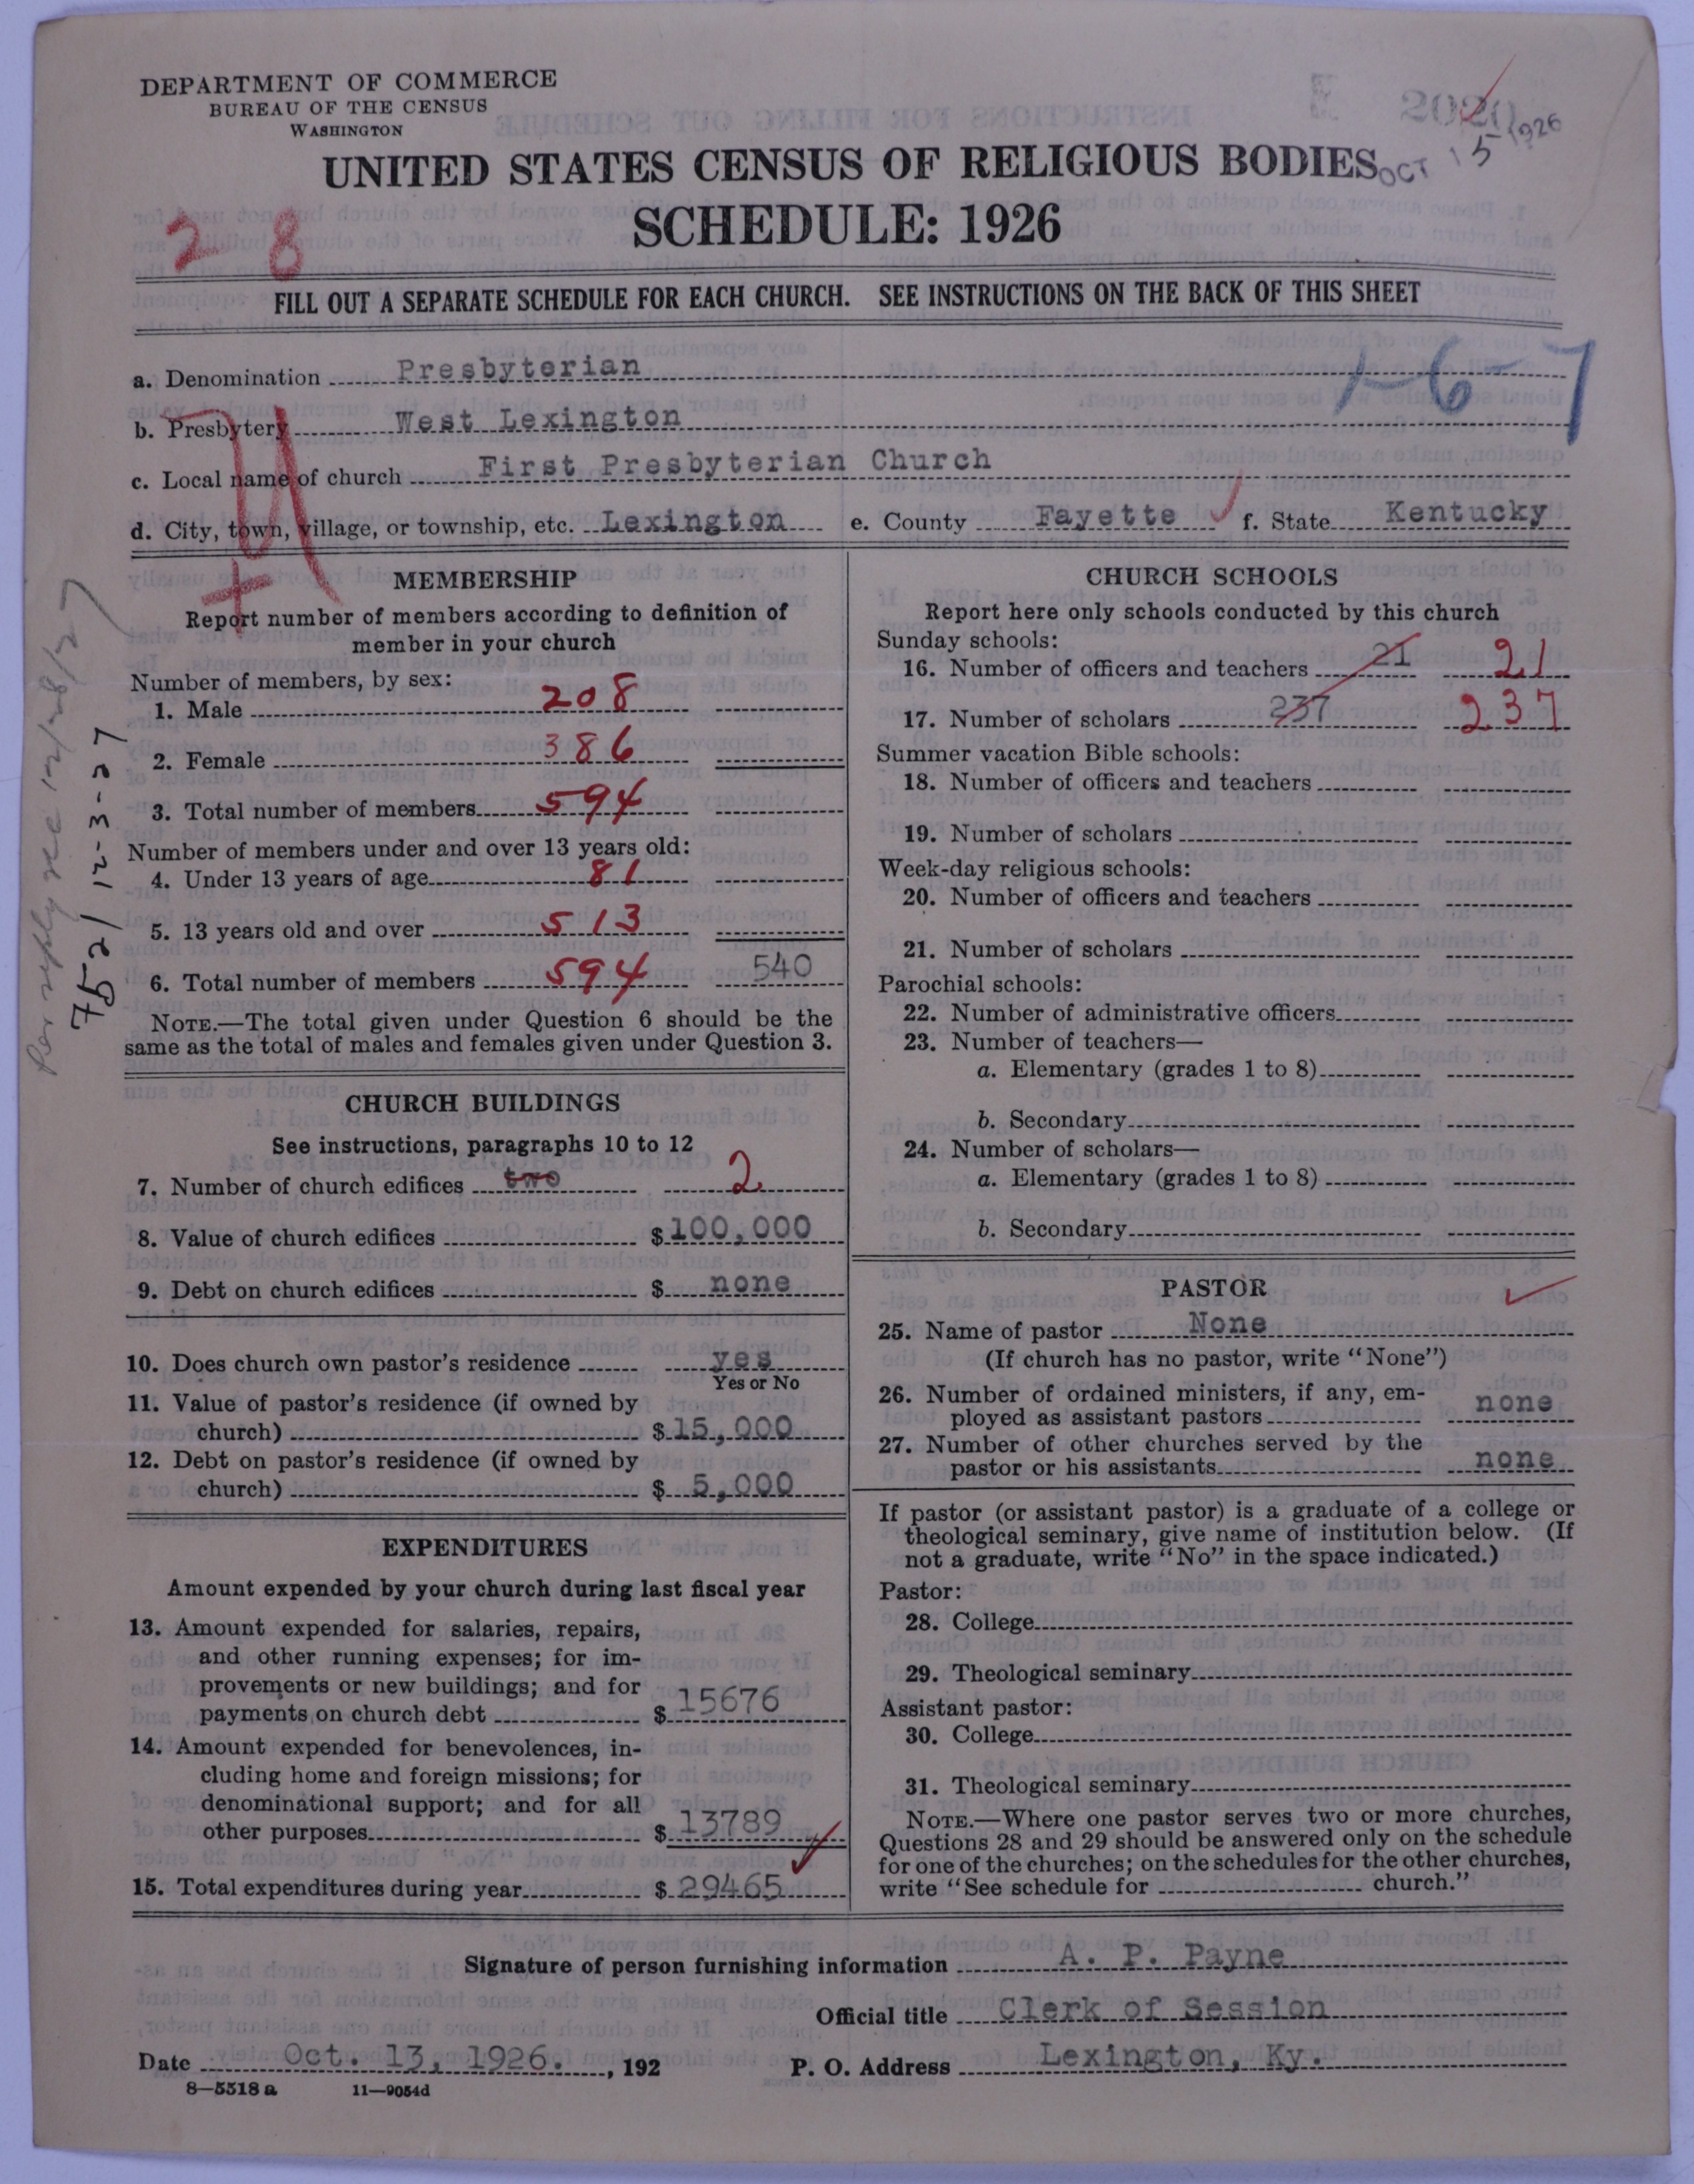 DEPARTMENT OF COMMERCE
BUREAU OF THE CENSUS
WASHINGTON
2020
OCT 15 1926
UNITED STATES CENSUS OF RELIGIOUS BODIES
SCHEDULE: 1926
2 8
FILL OUT A SEPARATE SCHEDULE FOR EACH CHURCH. SEE INSTRUCTIONS ON THE BACK OF THIS SHEET
1-6-7
a. Denomination Presbyterian
b. Presbytery West Lexington
c. Local name of church First Presbyterian Church
d. City, town, village, or township, etc. Lexington e. County Fayette f. State Kentucky
MEMBERSHIP
Report number of members according to definition of
member in your church
Number of members, by sex:
1. Male 208
2. Female 386
3. Total number of members 594
Number of members under and over 13 years old:
4. Under 13 years of age 81
5. 13 years old and over 513
6. Total number of members 594 540
NOTE.—The total given under Question 6 should be the
same as the total of males and females given under Question 3.
Per reply rec 12/28/27
7521 12-3-27
CHURCH BUILDINGS
See instructions, paragraphs 10 to 12
7. Number of church edifices two 2
8. Value of church edifices $100,000
9. Debt on church edifices $ none
10. Does church own pastor's residence yes
Yes or No
11. Value of pastor's residence (if owned by
church) $15,000
12. Debt on pastor's residence (if owned by
church) $ 5,000
EXPENDITURES
Amount expended by your church during last fiscal year
13. Amount expended for salaries, repairs,
and other running expenses; for im-
provements or new buildings; and for
payments on church debt $ 15676
14. Amount expended for benevolences, in-
cluding home and foreign missions; for
denominational support; and for all
other purposes $ 13789
15. Total expenditures during year $ 29465
CHURCH SCHOOLS
Report here only schools conducted by this church
Sunday schools:
16. Number of officers and teachers 21 21
17. Number of scholars 237 237
Summer vacation Bible schools:
18. Number of officers and teachers
19. Number of scholars
Week-day religious schools:
20. Number of officers and teachers
21. Number of scholars
Parochial schools:
22. Number of administrative officers
23. Number of teachers—
a. Elementary (grades 1 to 8)
b. Secondary
24. Number of scholars—
a. Elementary (grades 1 to 8)
b. Secondary
PASTOR
25. Name of pastor None
(If church has no pastor, write "None")
26. Number of ordained ministers, if any, em-
ployed as assistant pastors none
27. Number of other churches served by the
pastor or his assistants none
If pastor (or assistant pastor) is a graduate of a college or
theological seminary, give name of institution below. (If
not a graduate, write "No" in the space indicated.)
Pastor:
28. College
29. Theological seminary
Assistant pastor:
30. College
31. Theological seminary
NOTE.—Where one pastor serves two or more churches,
Questions 28 and 29 should be answered only on the schedule
for one of the churches; on the schedules for the other churches,
write "See schedule for church."
Signature of person furnishing information A. P. Payne
Official title Clerk of Session
Date Oct. 13, 1926. , 192 P. O. Address Lexington, Ky.
8—5518 a 11—9054d